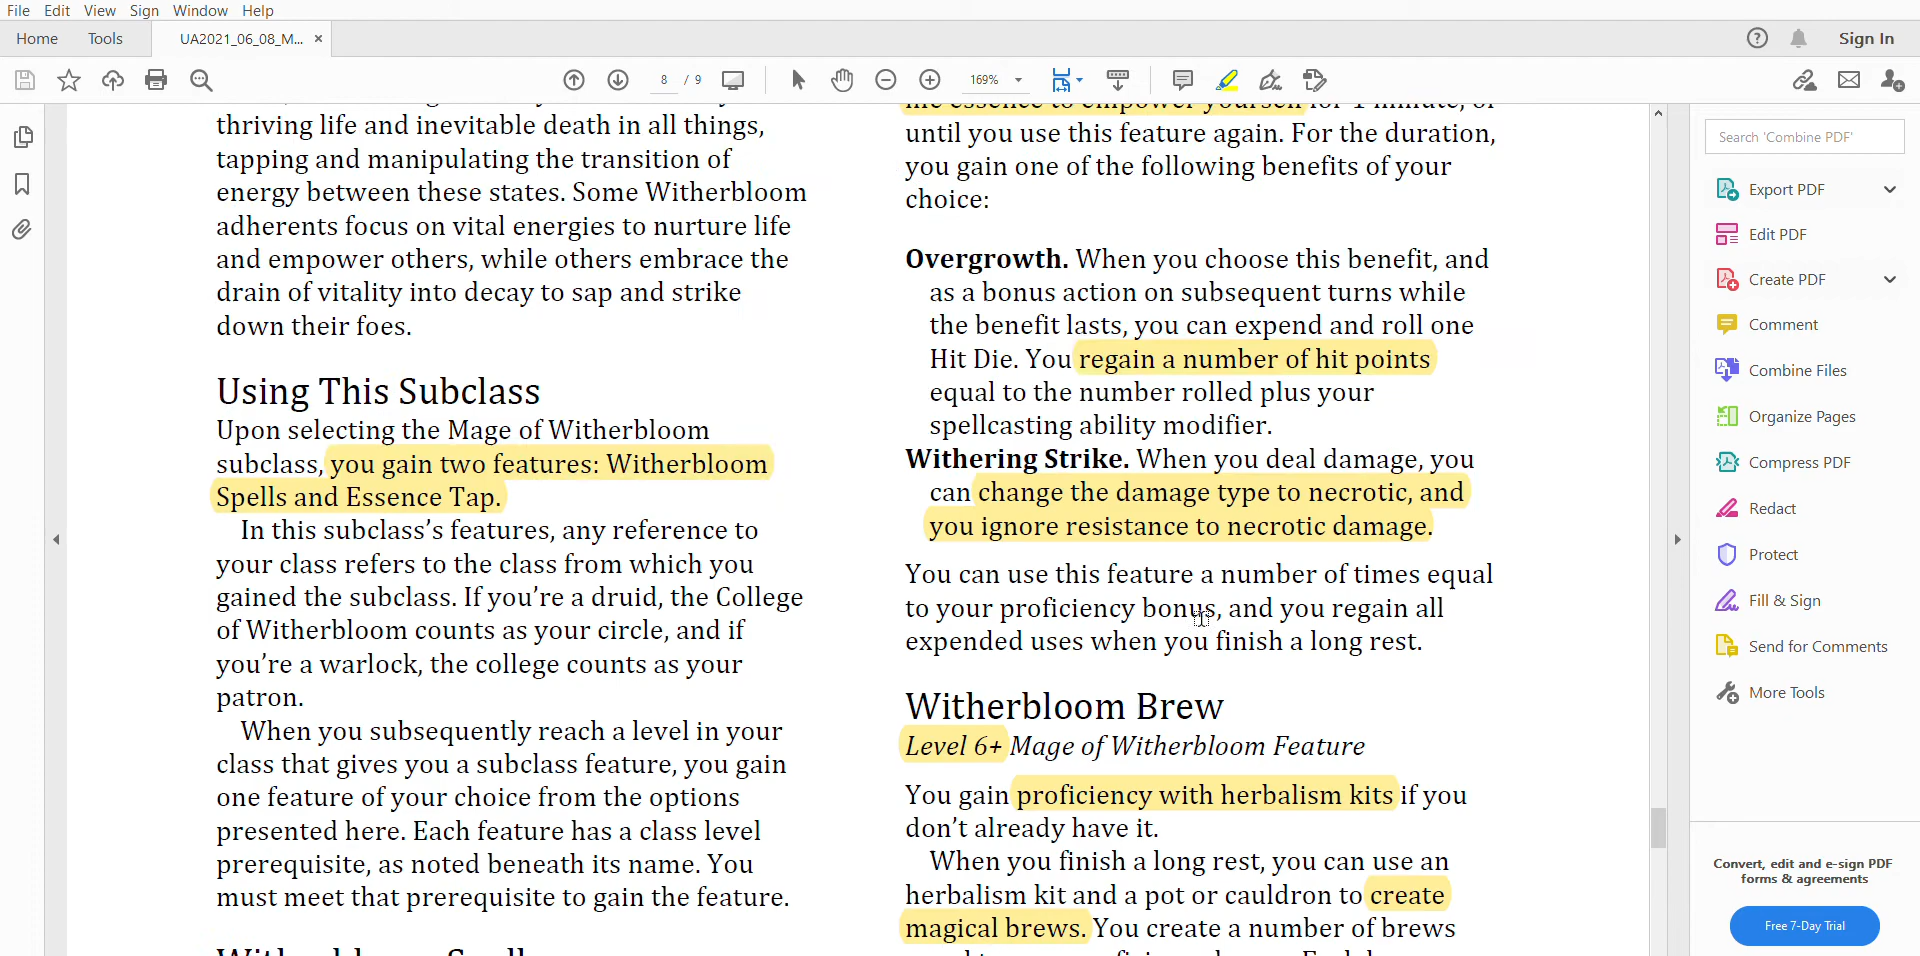 File Edit View Sign Window Help
Home Tools UA2021_06_08_M... × Sign In
8 / 9 169%
thriving life and inevitable death in all things,
tapping and manipulating the transition of
energy between these states. Some Witherbloom
adherents focus on vital energies to nurture life
and empower others, while others embrace the
drain of vitality into decay to sap and strike
down their foes.
Using This Subclass
Upon selecting the Mage of Witherbloom
subclass, you gain two features: Witherbloom
Spells and Essence Tap.
In this subclass’s features, any reference to
your class refers to the class from which you
gained the subclass. If you’re a druid, the College
of Witherbloom counts as your circle, and if
you’re a warlock, the college counts as your
patron.
When you subsequently reach a level in your
class that gives you a subclass feature, you gain
one feature of your choice from the options
presented here. Each feature has a class level
prerequisite, as noted beneath its name. You
must meet that prerequisite to gain the feature.
life essence to empower yourself for 1 minute, or
until you use this feature again. For the duration,
you gain one of the following benefits of your
choice:
Overgrowth. When you choose this benefit, and
as a bonus action on subsequent turns while
the benefit lasts, you can expend and roll one
Hit Die. You regain a number of hit points
equal to the number rolled plus your
spellcasting ability modifier.
Withering Strike. When you deal damage, you
can change the damage type to necrotic, and
you ignore resistance to necrotic damage.
You can use this feature a number of times equal
to your proficiency bonus, and you regain all
expended uses when you finish a long rest.
Witherbloom Brew
Level 6+ Mage of Witherbloom Feature
You gain proficiency with herbalism kits if you
don’t already have it.
When you finish a long rest, you can use an
herbalism kit and a pot or cauldron to create
magical brews. You create a number of brews
Search 'Combine PDF'
Export PDF
Edit PDF
Create PDF
Comment
Combine Files
Organize Pages
Compress PDF
Redact
Protect
Fill & Sign
Send for Comments
More Tools
Convert, edit and e-sign PDF
forms & agreements
Free 7-Day Trial